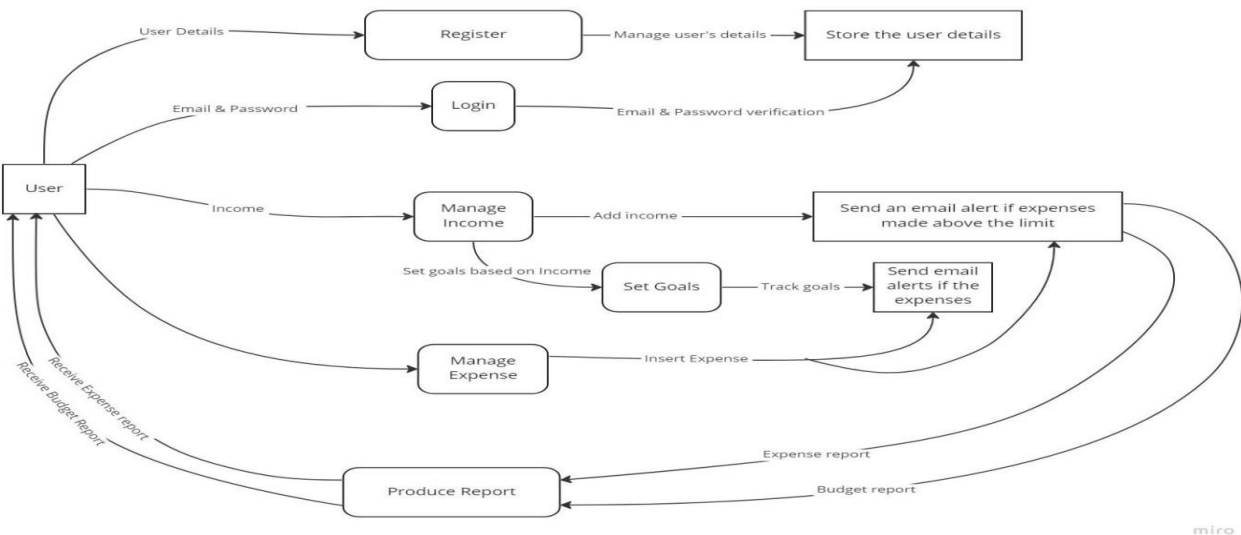 User Details
Register
Manage user's details
Store the user details
Email & Password
Login
Email & Password verification
User
Income
Manage
Income
Add income
Send an email alert if expenses
made above the limit
Set goals based on Income
Set Goals
Track goals
Send email
alerts if the
expenses
Manage
Expense
Insert Expense
Receive Expense report
Receive Budget Report
Expense report
Produce Report
Budget report
miro